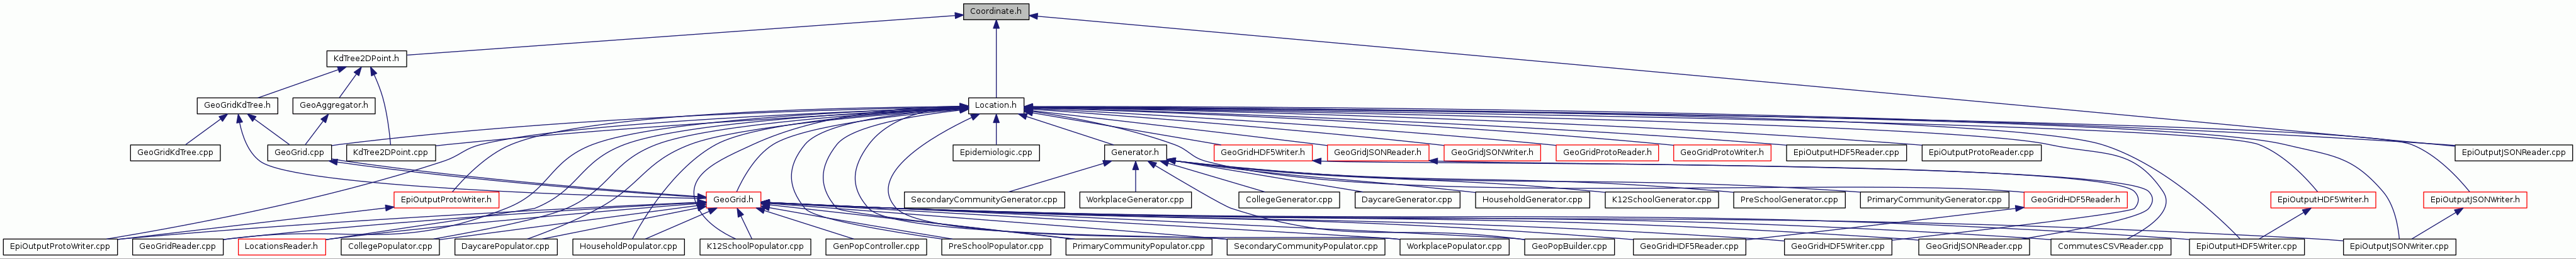 Coordinate.h
KdTree2DPoint.h
GeoGridKdTree.h
GeoAggregator.h
Location.h
GeoGridKdTree.cpp
GeoGrid.cpp
KdTree2DPoint.cpp
Epidemiologic.cpp
Generator.h
GeoGridHDF5Writer.h
GeoGridJSONReader.h
GeoGridJSONWriter.h
GeoGridProtoReader.h
GeoGridProtoWriter.h
EpiOutputHDF5Reader.cpp
EpiOutputProtoReader.cpp
EpiOutputJSONReader.cpp
EpiOutputProtoWriter.h
GeoGrid.h
SecondaryCommunityGenerator.cpp
WorkplaceGenerator.cpp
CollegeGenerator.cpp
DaycareGenerator.cpp
HouseholdGenerator.cpp
K12SchoolGenerator.cpp
PreSchoolGenerator.cpp
PrimaryCommunityGenerator.cpp
GeoGridHDF5Reader.h
EpiOutputHDF5Writer.h
EpiOutputJSONWriter.h
EpiOutputProtoWriter.cpp
GeoGridReader.cpp
LocationsReader.h
CollegePopulator.cpp
DaycarePopulator.cpp
HouseholdPopulator.cpp
K12SchoolPopulator.cpp
GenPopController.cpp
PreSchoolPopulator.cpp
PrimaryCommunityPopulator.cpp
SecondaryCommunityPopulator.cpp
WorkplacePopulator.cpp
GeoPopBuilder.cpp
GeoGridHDF5Reader.cpp
GeoGridHDF5Writer.cpp
GeoGridJSONReader.cpp
CommutesCSVReader.cpp
EpiOutputHDF5Writer.cpp
EpiOutputJSONWriter.cpp